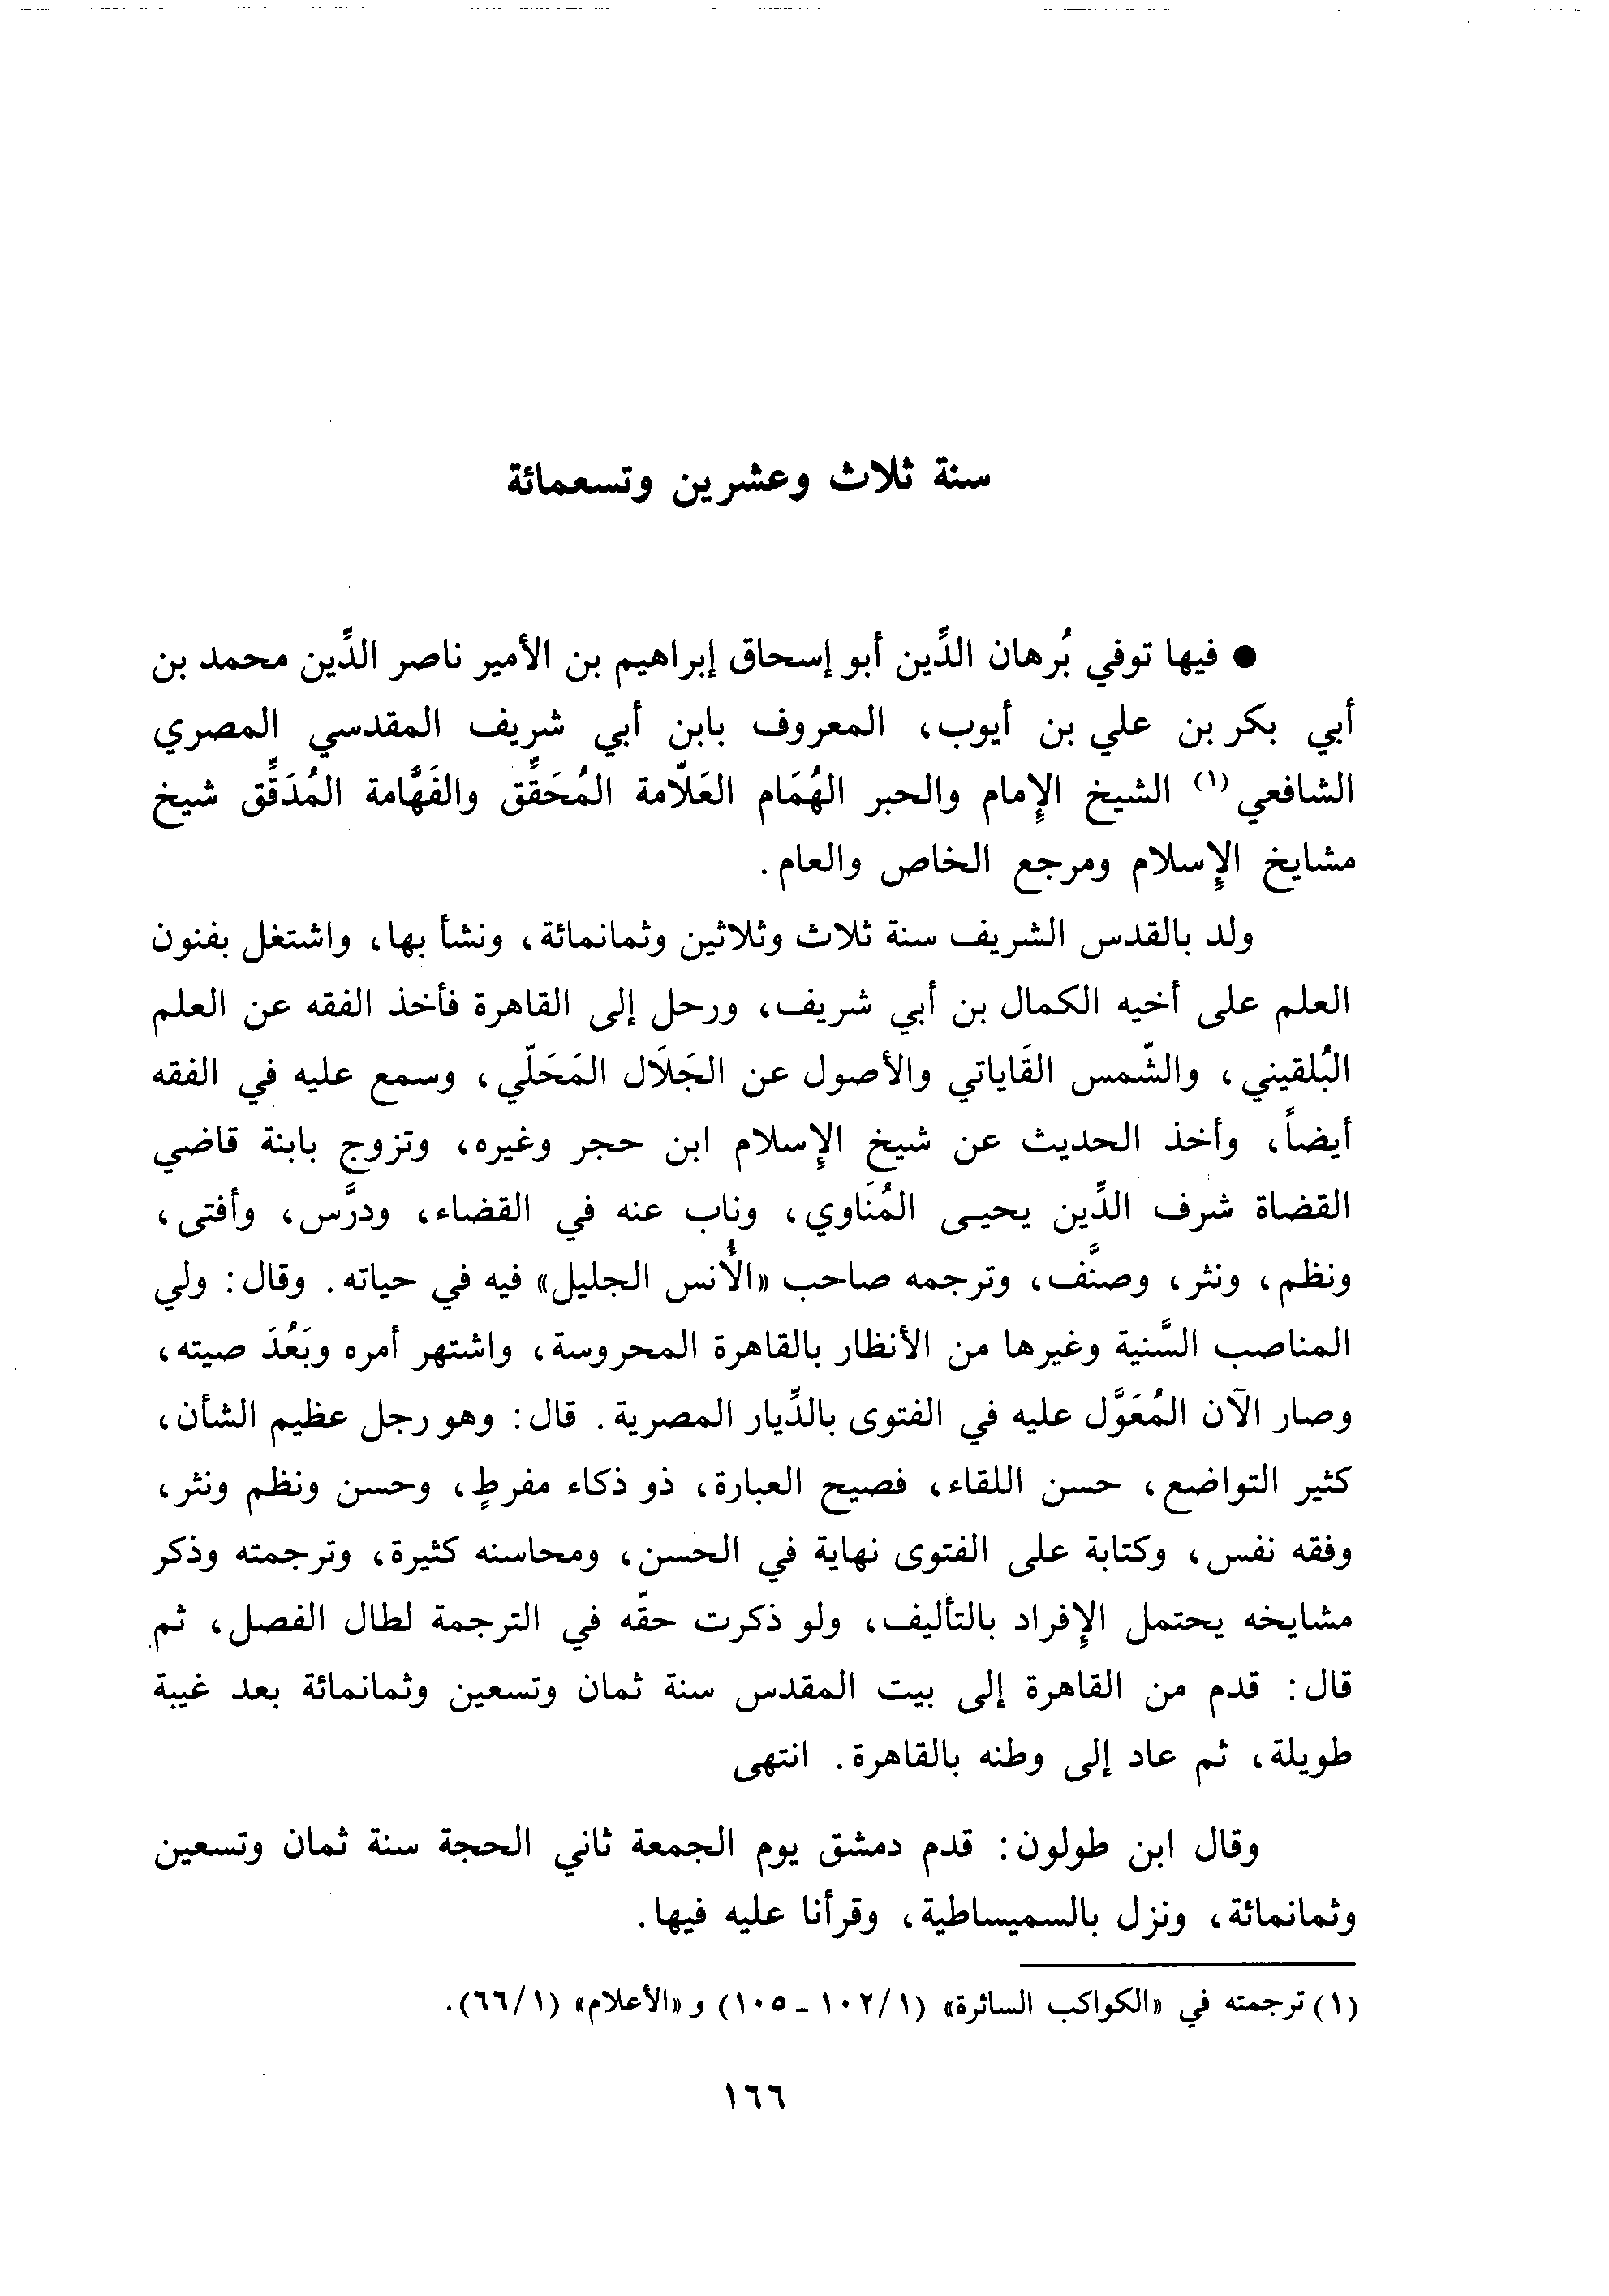 سنة ثلاث وعشرين وتسعمائة
● فيها توفي بُرهان الدِّين أبو إسحاق إبراهيم بن الأمير ناصر الدِّين محمد بن
أبي بكر بن علي بن أيوب، المعروف بابن أبي شريف المقدسي المصري
الشافعي (١) الشيخ الإمام والحبر الهُمَام العَلّامة المُحَقِّق والفَهَّامة المُدَقِّق شيخ
مشايخ الإسلام ومرجع الخاص والعام.
ولد بالقدس الشريف سنة ثلاث وثلاثين وثمانمائة، ونشأ بها، واشتغل بفنون
العلم على أخيه الكمال بن أبي شريف، ورحل إلى القاهرة فأخذ الفقه عن العلم
البُلقيني، والشّمس القَاياتي والأصول عن الجَلَال المَحَلّي، وسمع عليه في الفقه
أيضاً، وأخذ الحديث عن شيخ الإسلام ابن حجر وغيره، وتزوج بابنة قاضي
القضاة شرف الدِّين يحيى المُنَاوي، وناب عنه في القضاء، ودرَّس، وأفتى،
ونظم، ونثر، وصنَّف، وترجمه صاحب «الأُنس الجليل» فيه في حياته. وقال: ولي
المناصب السَّنية وغيرها من الأنظار بالقاهرة المحروسة، واشتهر أمره وبَعُدَ صيته،
وصار الآن المُعَوَّل عليه في الفتوى بالدِّيار المصرية. قال: وهو رجل عظيم الشأن،
كثير التواضع، حسن اللقاء، فصيح العبارة، ذو ذكاء مفرطٍ، وحسن ونظم ونثر،
وفقه نفس، وكتابة على الفتوى نهاية في الحسن، ومحاسنه كثيرة، وترجمته وذكر
مشايخه يحتمل الإفراد بالتأليف، ولو ذكرت حقّه في الترجمة لطال الفصل، ثم
قال: قدم من القاهرة إلى بيت المقدس سنة ثمان وتسعين وثمانمائة بعد غيبة
طويلة، ثم عاد إلى وطنه بالقاهرة. انتهى
وقال ابن طولون: قدم دمشق يوم الجمعة ثاني الحجة سنة ثمان وتسعين
وثمانمائة، ونزل بالسميساطية، وقرأنا عليه فيها.
(١) ترجمته في «الكواكب السائرة» (١٠٢/١ - ١٠٥) و «الأعلام» (٦٦/١).
١٦٦